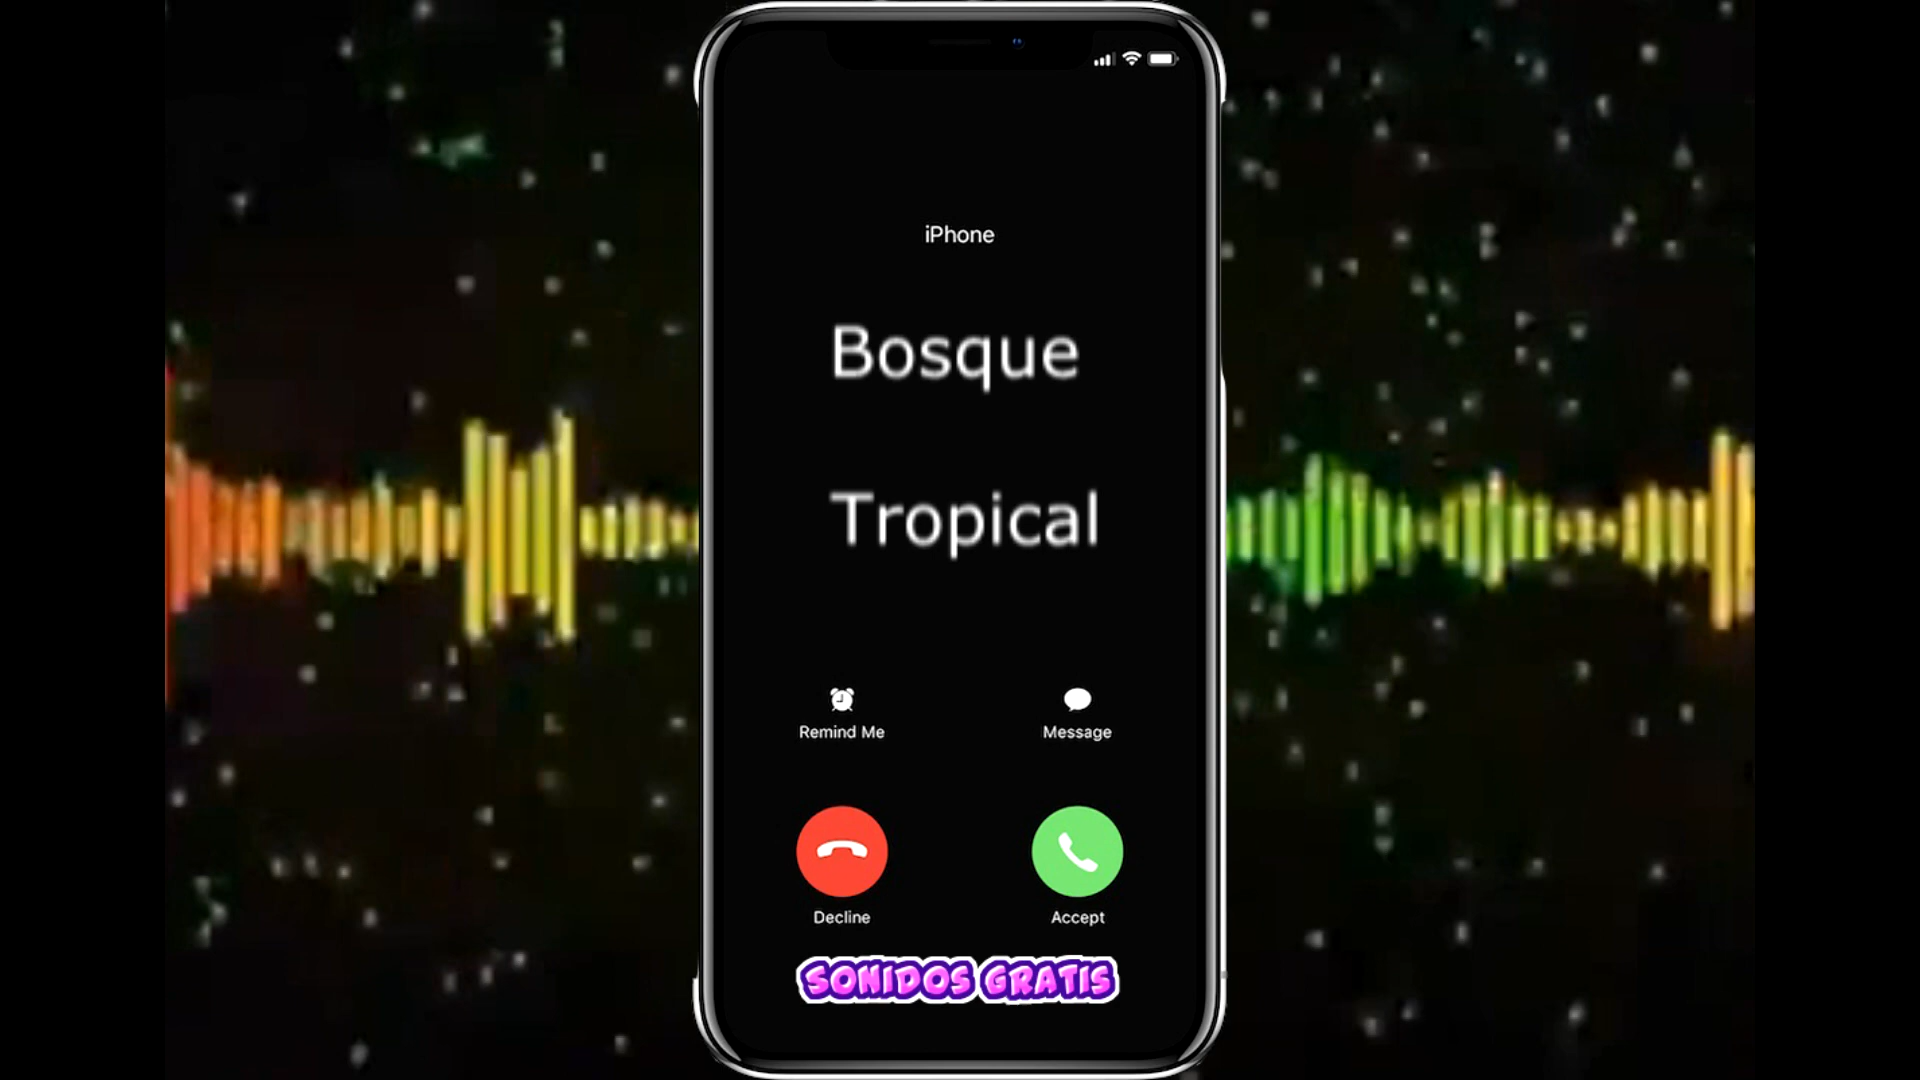 iPhone
Bosque
Tropical
Remind Me
Message
Decline
Accept
SONIDOS GRATIS